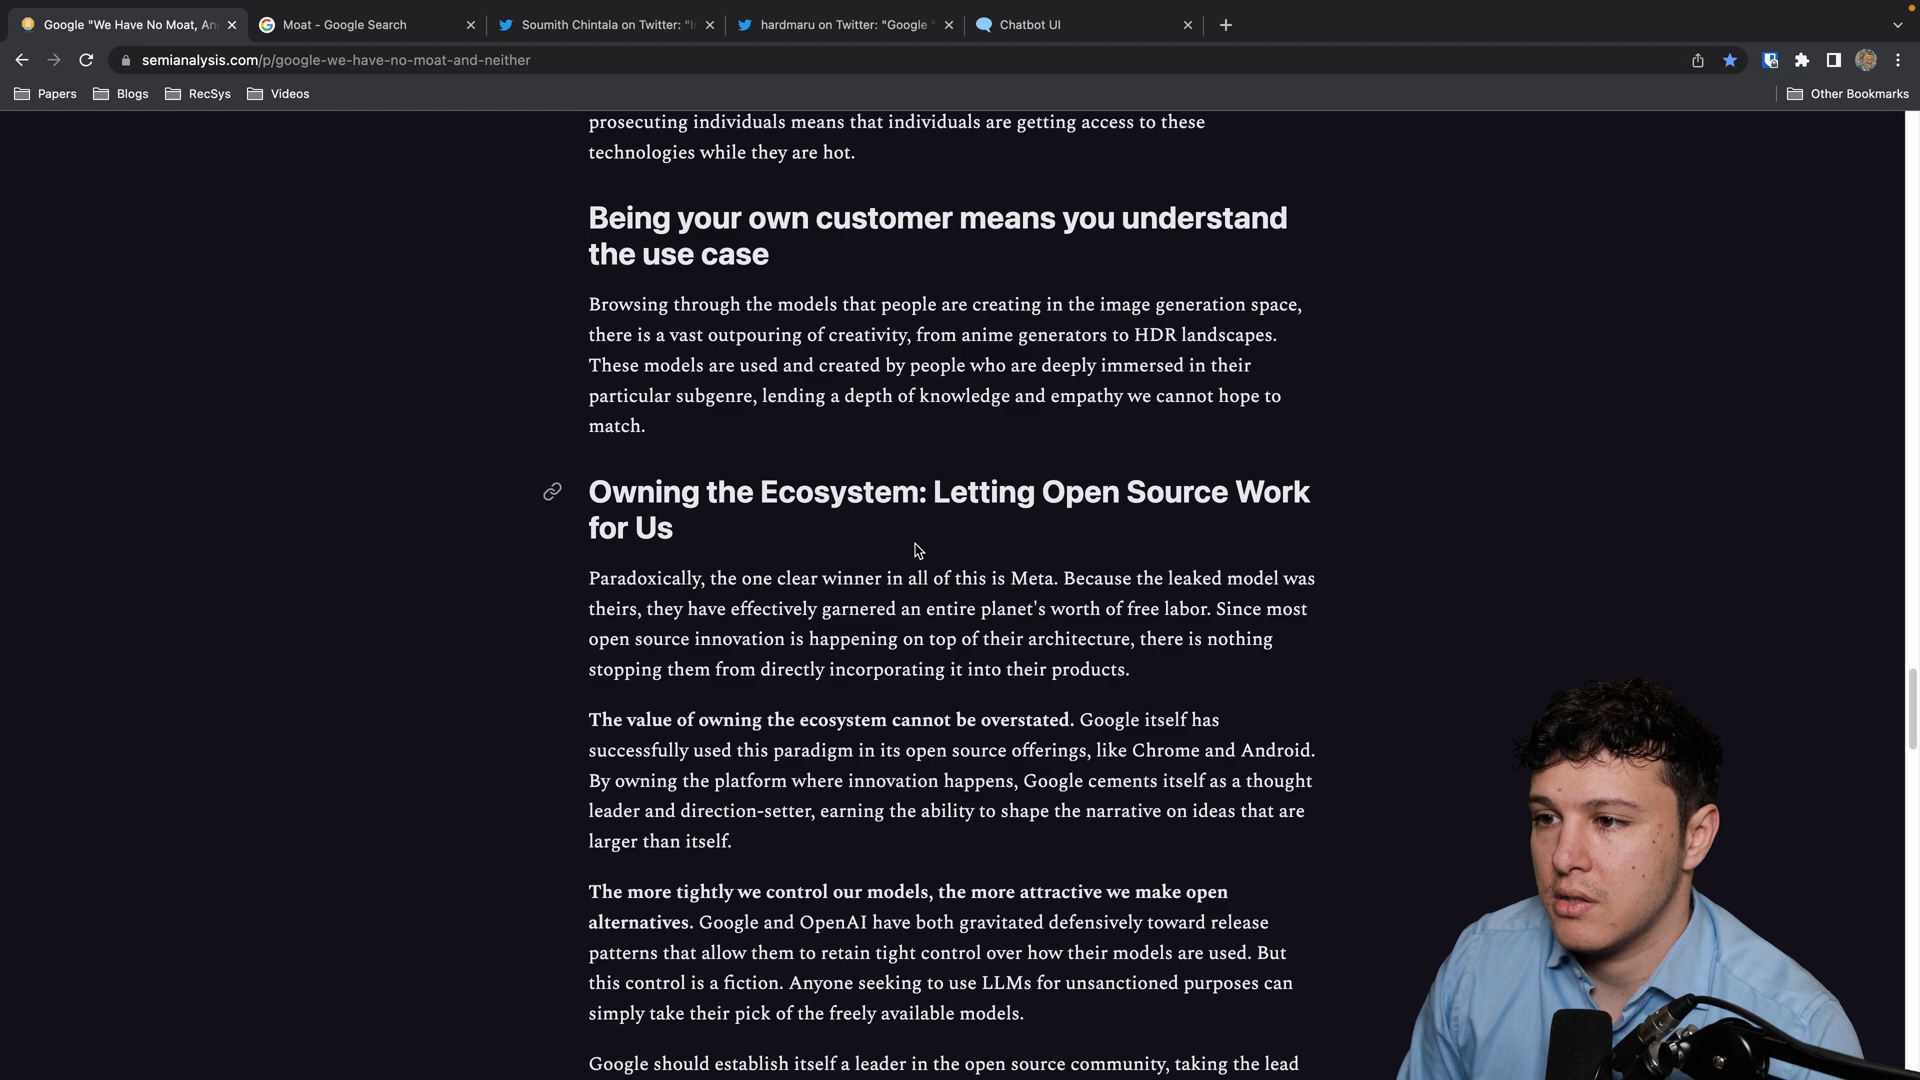 Google "We Have No Moat, An
Moat - Google Search
Soumith Chintala on Twitter: "I
hardmaru on Twitter: "Google "
Chatbot UI
semianalysis.com/p/google-we-have-no-moat-and-neither
Papers
Blogs
RecSys
Videos
Other Bookmarks
prosecuting individuals means that individuals are getting access to these
technologies while they are hot.
Being your own customer means you understand
the use case
Browsing through the models that people are creating in the image generation space,
there is a vast outpouring of creativity, from anime generators to HDR landscapes.
These models are used and created by people who are deeply immersed in their
particular subgenre, lending a depth of knowledge and empathy we cannot hope to
match.
Owning the Ecosystem: Letting Open Source Work
for Us
Paradoxically, the one clear winner in all of this is Meta. Because the leaked model was
theirs, they have effectively garnered an entire planet's worth of free labor. Since most
open source innovation is happening on top of their architecture, there is nothing
stopping them from directly incorporating it into their products.
The value of owning the ecosystem cannot be overstated. Google itself has
successfully used this paradigm in its open source offerings, like Chrome and Android.
By owning the platform where innovation happens, Google cements itself as a thought
leader and direction-setter, earning the ability to shape the narrative on ideas that are
larger than itself.
The more tightly we control our models, the more attractive we make open
alternatives. Google and OpenAI have both gravitated defensively toward release
patterns that allow them to retain tight control over how their models are used. But
this control is a fiction. Anyone seeking to use LLMs for unsanctioned purposes can
simply take their pick of the freely available models.
Google should establish itself a leader in the open source community, taking the lead